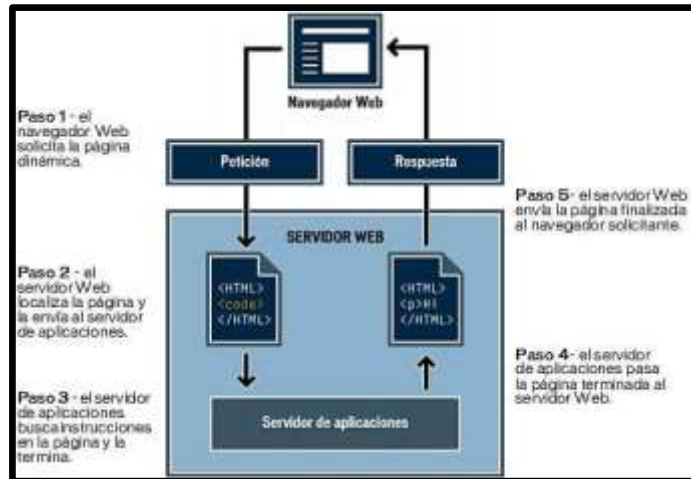 Navegador Web
Paso 1 - el
navegador Web
solicita la página
dinámica.
Petición
Respuesta
SERVIDOR WEB
<HTML>
<code>
</HTML>
<HTML>
<p>Hi
</HTML>
Paso 2 - el
servidor Web
localiza la página y
la envía al servidor
de aplicaciones.
Paso 3 - el servidor
de aplicaciones
busca instrucciones
en la página y la
termina.
Servidor de aplicaciones
Paso 4 - el servidor
de aplicaciones pasa
la página terminada al
servidor Web.
Paso 5 - el servidor Web
envía la página finalizada
al navegador solicitante.